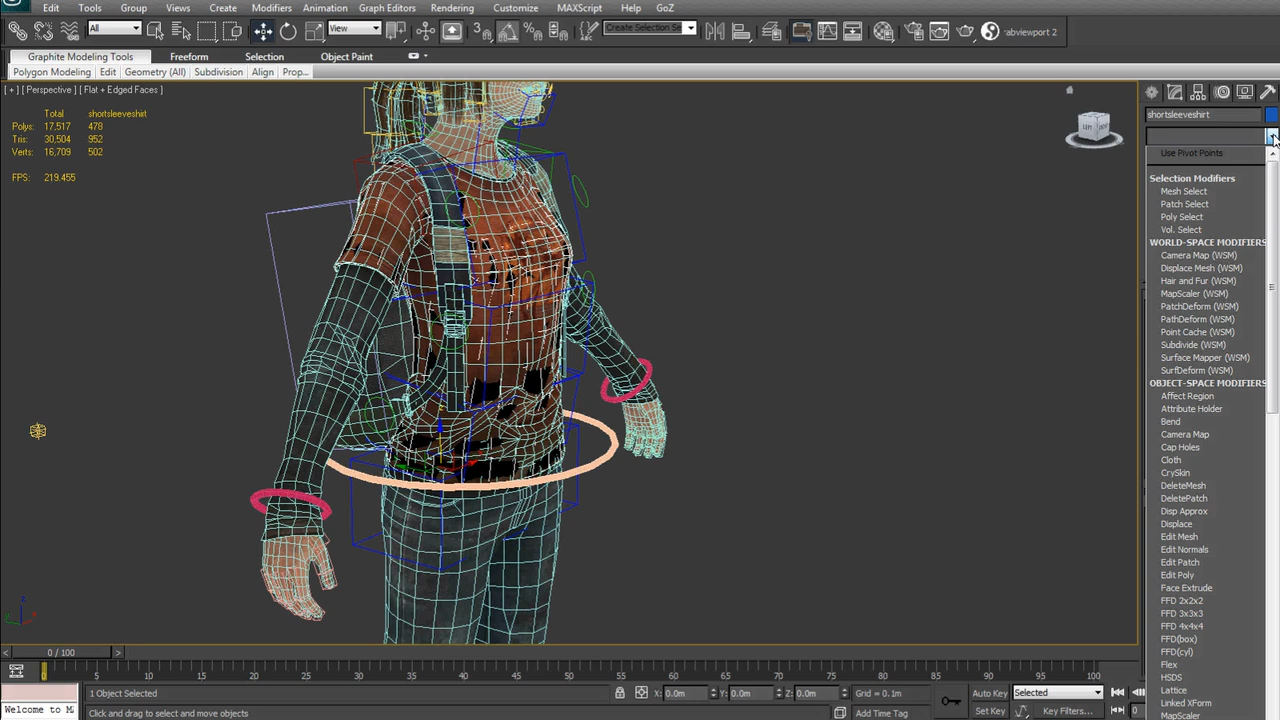 Edit Tools Group Views Create Modifiers Animation Graph Editors Rendering Customize MAXScript Help GoZ
All View Create Selection Se abviewport 2
Graphite Modeling Tools Freeform Selection Object Paint
Polygon Modeling Edit Geometry (All) Subdivision Align Prop...
[ + ] [ Perspective ] [ Flat + Edged Faces ]
Total shortsleeveshirt
Polys: 17,517 478
Tris: 30,504 952
Verts: 16,709 502
FPS: 219.455
shortsleeveshirt
Use Pivot Points
Selection Modifiers
Mesh Select
Patch Select
Poly Select
Vol. Select
WORLD-SPACE MODIFIERS
Camera Map (WSM)
Displace Mesh (WSM)
Hair and Fur (WSM)
MapScaler (WSM)
PatchDeform (WSM)
PathDeform (WSM)
Point Cache (WSM)
Subdivide (WSM)
Surface Mapper (WSM)
SurfDeform (WSM)
OBJECT-SPACE MODIFIERS
Affect Region
Attribute Holder
Bend
Camera Map
Cap Holes
Cloth
CrySkin
DeleteMesh
DeletePatch
Disp Approx
Displace
Edit Mesh
Edit Normals
Edit Patch
Edit Poly
Face Extrude
FFD 2x2x2
FFD 3x3x3
FFD 4x4x4
FFD(box)
FFD(cyl)
Flex
HSDS
Lattice
Linked XForm
MapScaler
z
y x
< 0 / 100 >
0 5 10 15 20 25 30 35 40 45 50 55 60 65 70 75 80 85 90 95 100
1 Object Selected X: 0.0m Y: 0.0m Z: 0.0m Grid = 0.1m Auto Key Selected
Welcome to M Click and drag to select and move objects Add Time Tag Set Key Key Filters... 0